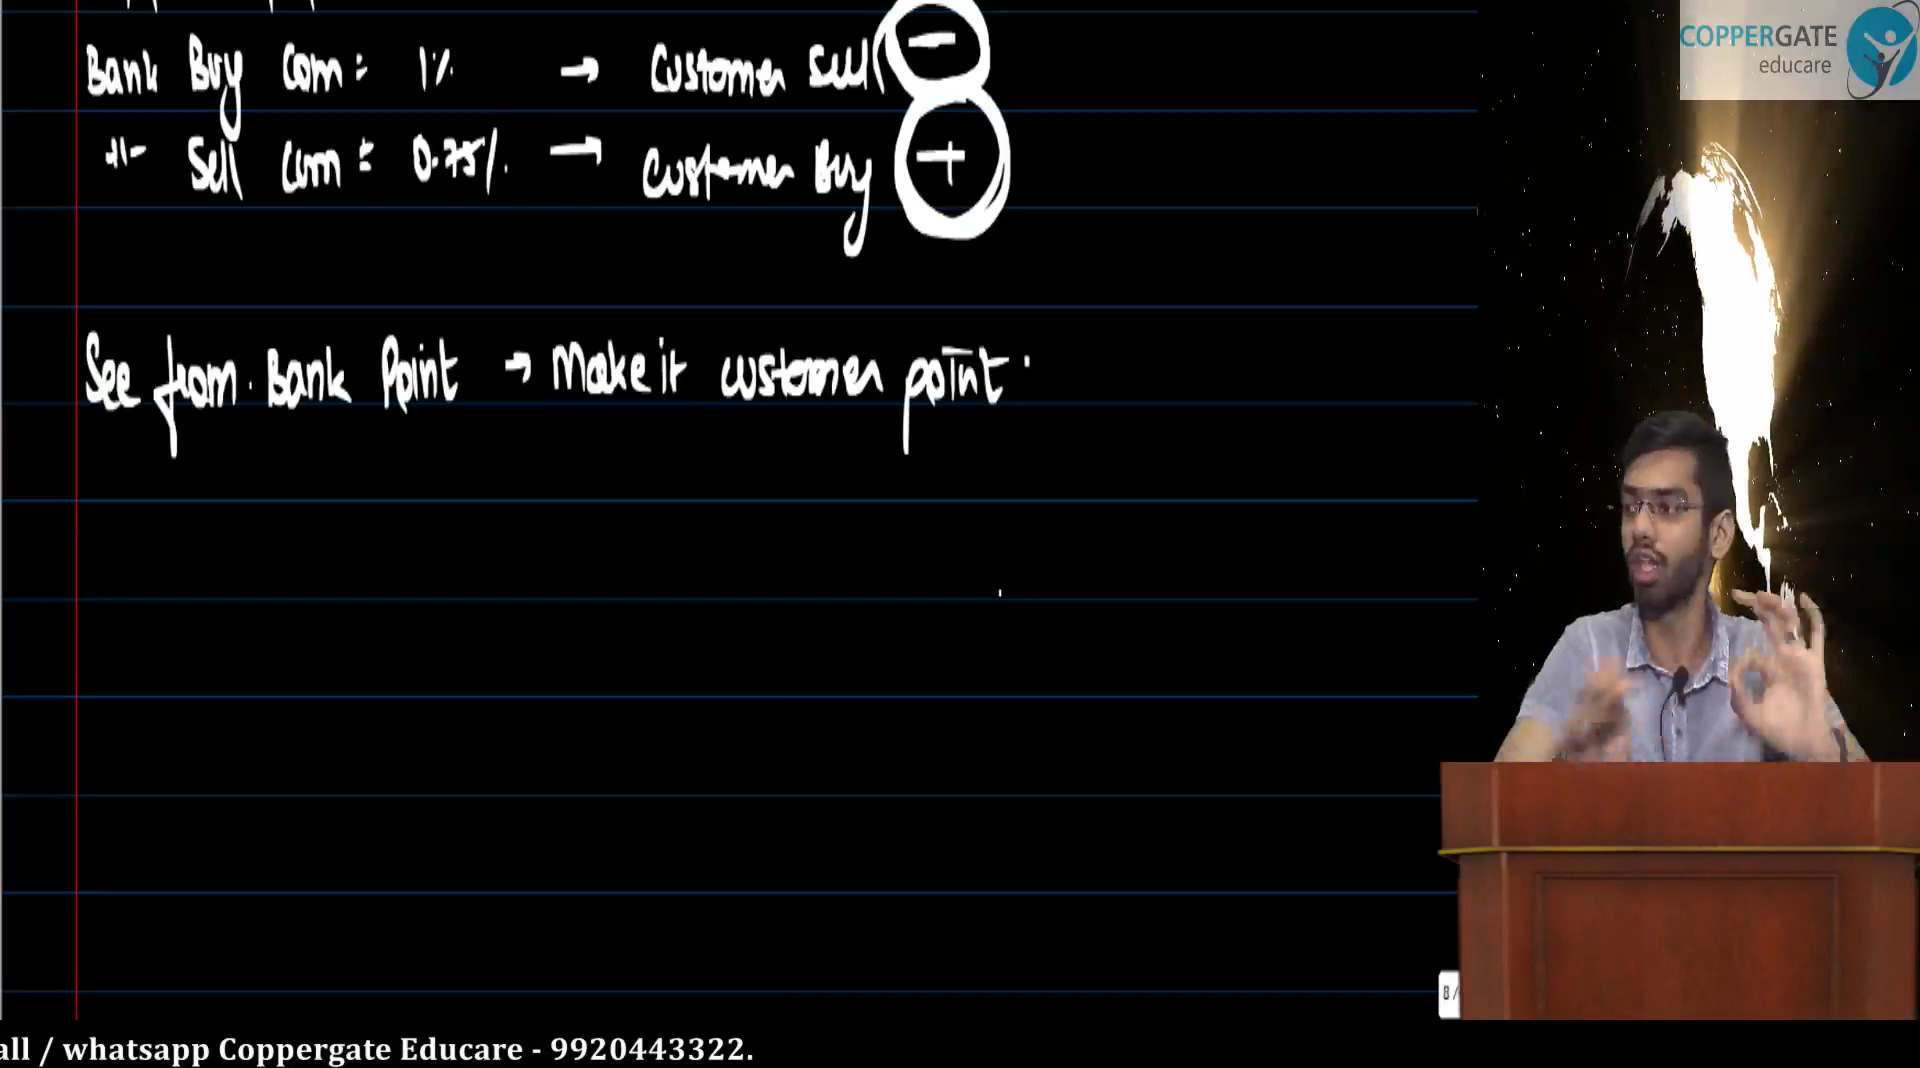 COPPERGATE
educare
Bank Buy Com = 1% → Customer Sell −
-"- Sell Com = 0.75%. → Customer Buy +
See from Bank Point → Make it customer point.
8 /
all / whatsapp Coppergate Educare - 9920443322.